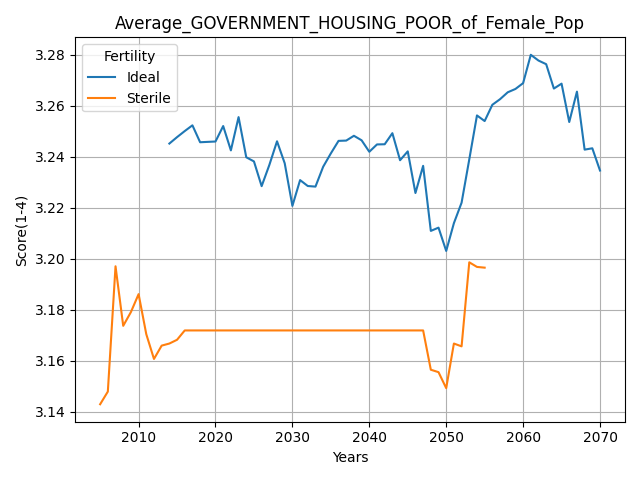 Average_GOVERNMENT_HOUSING_POOR_of_Female_Pop
Fertility
Ideal
Sterile
Score(1-4)
3.28
3.26
3.24
3.22
3.20
3.18
3.16
3.14
2010 2020 2030 2040 2050 2060 2070
Years